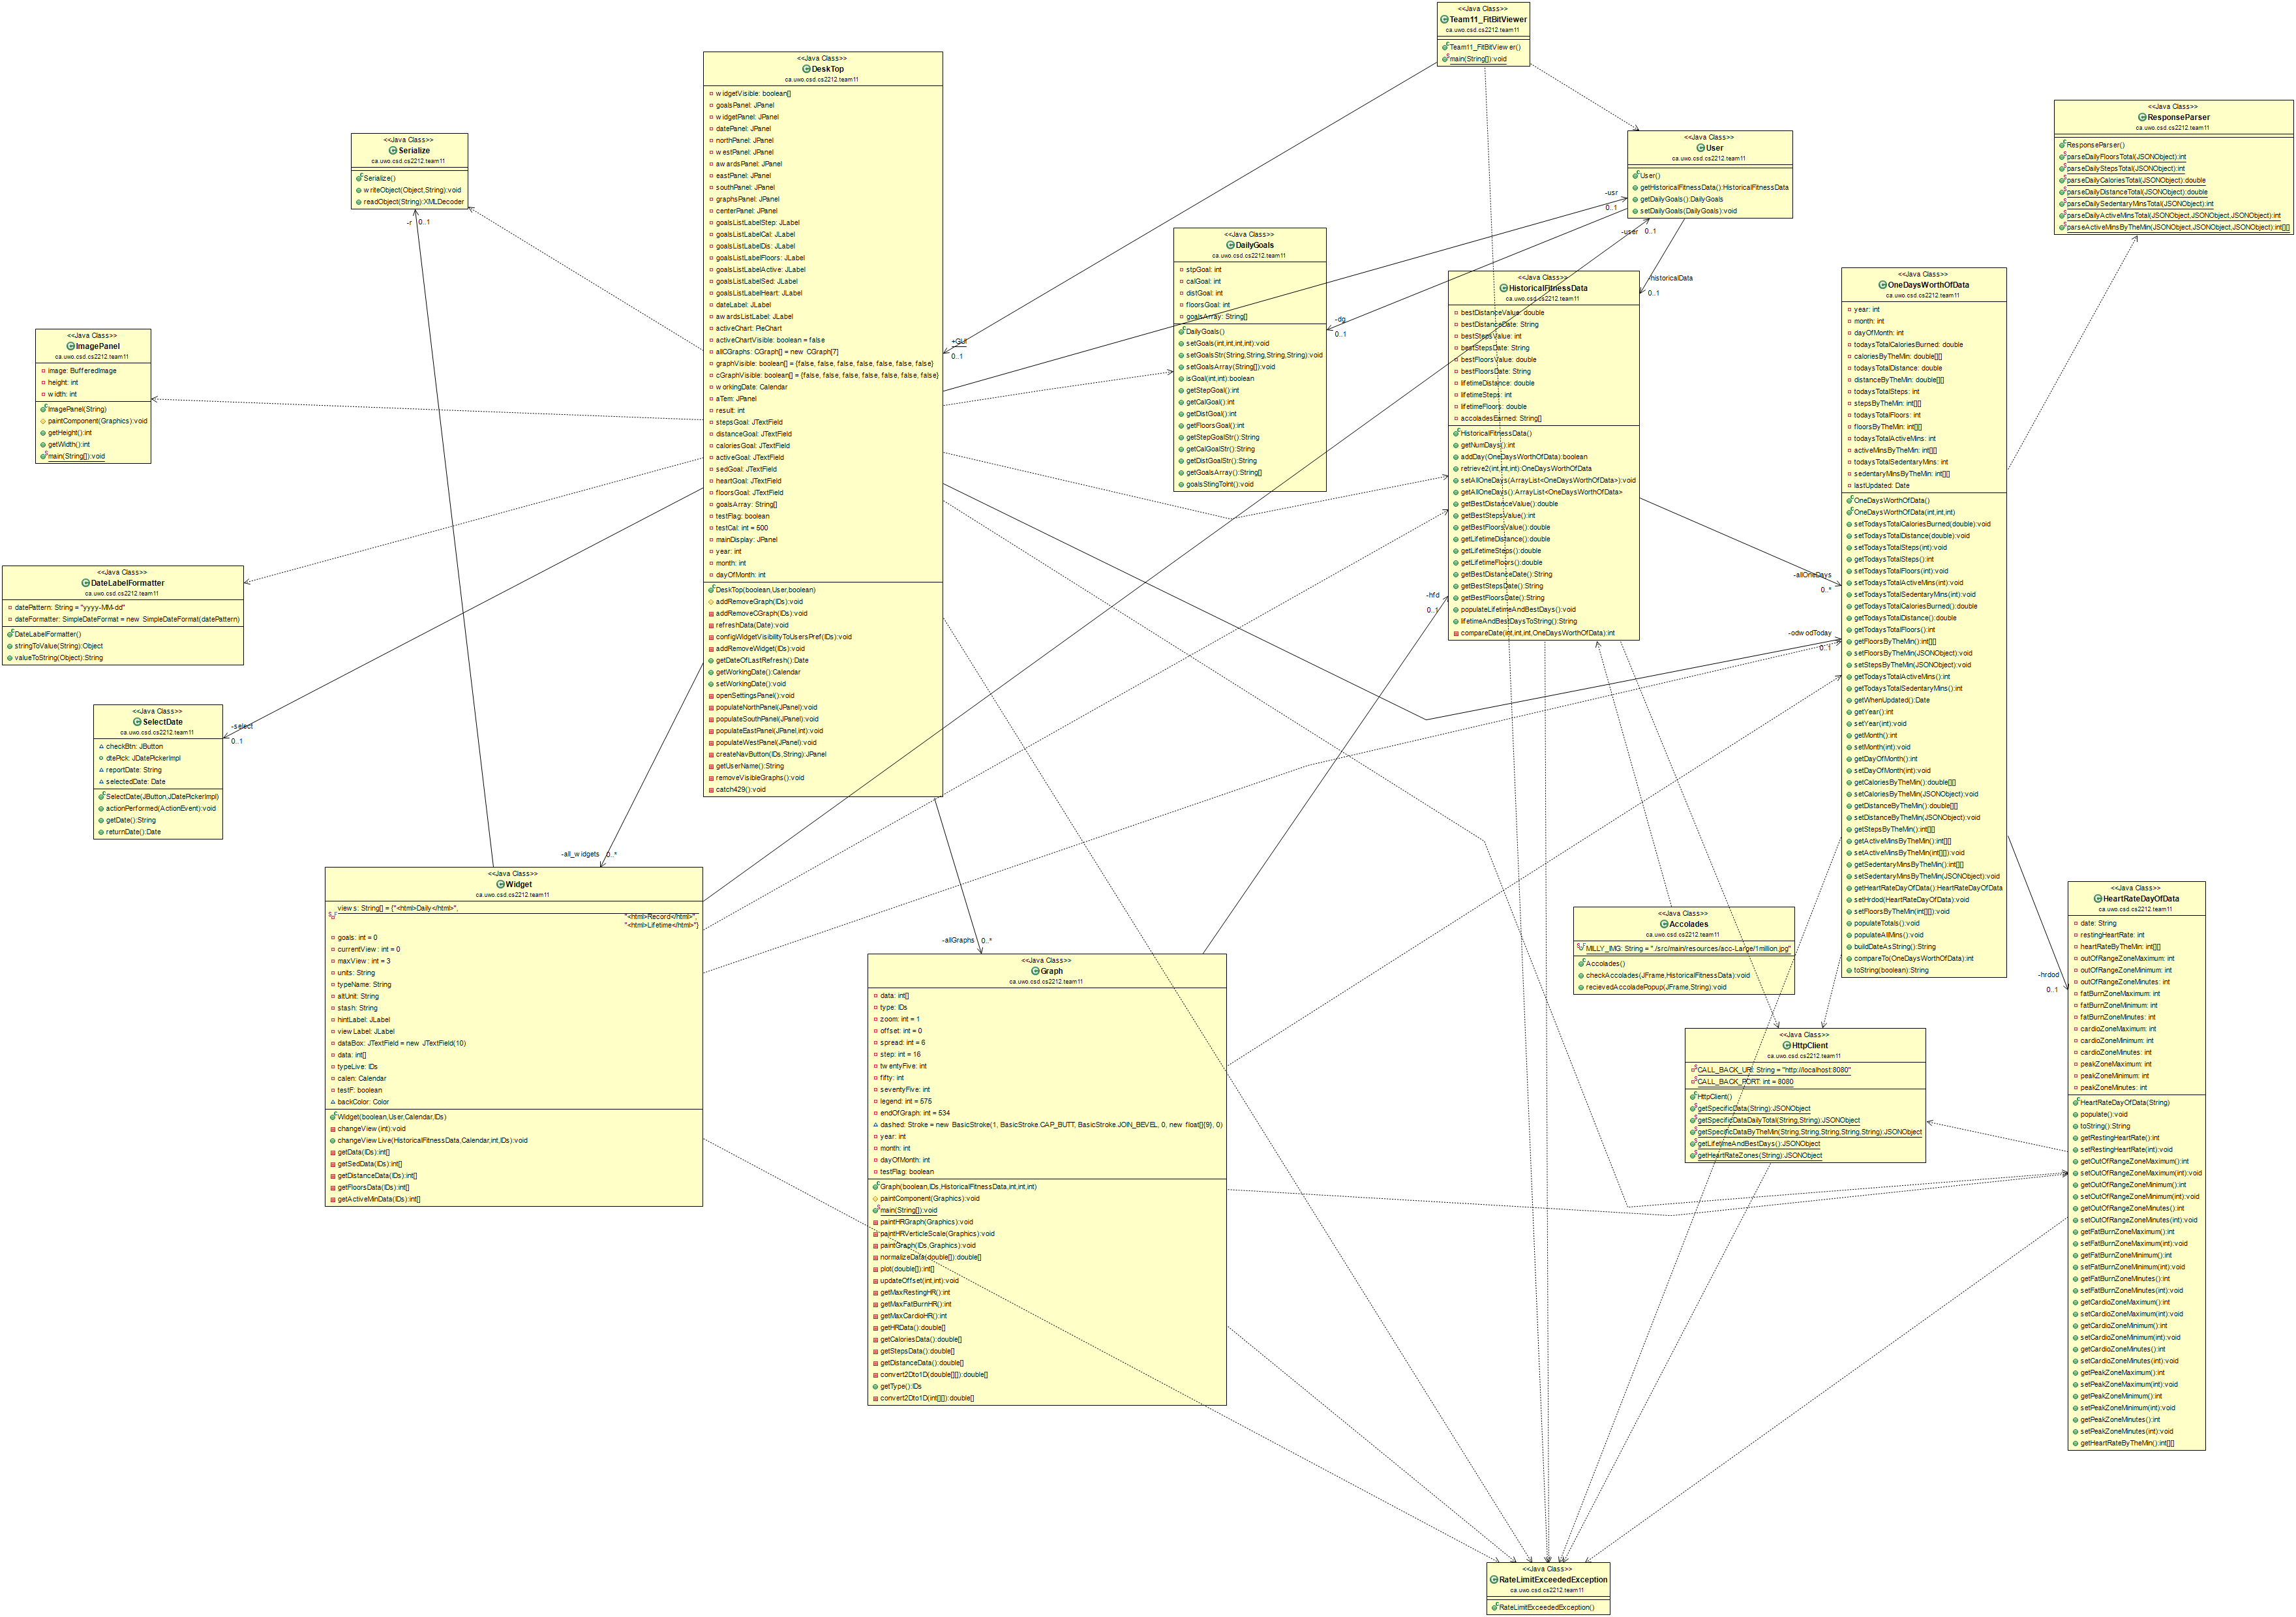 <<Java Class>>
Team11_FitBitViewer
ca.uwo.csd.cs2212.team11
Team11_FitBitViewer()
main(String[]):void
<<Java Class>>
DeskTop
ca.uwo.csd.cs2212.team11
widgetVisible: boolean[]
goalsPanel: JPanel
widgetPanel: JPanel
datePanel: JPanel
northPanel: JPanel
westPanel: JPanel
awardsPanel: JPanel
eastPanel: JPanel
southPanel: JPanel
graphsPanel: JPanel
centerPanel: JPanel
goalsListLabelStep: JLabel
goalsListLabelCal: JLabel
goalsListLabelDis: JLabel
goalsListLabelFloors: JLabel
goalsListLabelActive: JLabel
goalsListLabelSed: JLabel
goalsListLabelHeart: JLabel
dateLabel: JLabel
awardsListLabel: JLabel
activeChart: PieChart
activeChartVisible: boolean = false
allCGraphs: CGraph[] = new CGraph[7]
graphVisible: boolean[] = {false, false, false, false, false, false, false}
cGraphVisible: boolean[] = {false, false, false, false, false, false, false}
workingDate: Calendar
aTem: JPanel
result: int
stepsGoal: JTextField
distanceGoal: JTextField
caloriesGoal: JTextField
activeGoal: JTextField
sedGoal: JTextField
heartGoal: JTextField
floorsGoal: JTextField
goalsArray: String[]
testFlag: boolean
testCal: int = 500
mainDisplay: JPanel
year: int
month: int
dayOfMonth: int
DeskTop(boolean,User,boolean)
addRemoveGraph(IDs):void
addRemoveCGraph(IDs):void
refreshData(Date):void
configWidgetVisibilityToUsersPref(IDs):void
addRemoveWidget(IDs):void
getDateOfLastRefresh():Date
getWorkingDate():Calendar
setWorkingDate():void
openSettingsPanel():void
populateNorthPanel(JPanel):void
populateSouthPanel(JPanel):void
populateEastPanel(JPanel,int):void
populateWestPanel(JPanel):void
createNavButton(IDs,String):JPanel
getUserName():String
removeVisibleGraphs():void
catch429():void
<<Java Class>>
ResponseParser
ca.uwo.csd.cs2212.team11
ResponseParser()
parseDailyFloorsTotal(JSONObject):int
parseDailyStepsTotal(JSONObject):int
parseDailyCaloriesTotal(JSONObject):double
parseDailyDistanceTotal(JSONObject):double
parseDailySedentaryMinsTotal(JSONObject):int
parseDailyActiveMinsTotal(JSONObject,JSONObject,JSONObject):int
parseActiveMinsByTheMin(JSONObject,JSONObject,JSONObject):int[][]
<<Java Class>>
Serialize
ca.uwo.csd.cs2212.team11
Serialize()
writeObject(Object,String):void
readObject(String):XMLDecoder
-r
0..1
<<Java Class>>
User
ca.uwo.csd.cs2212.team11
User()
getHistoricalFitnessData():HistoricalFitnessData
getDailyGoals():DailyGoals
setDailyGoals(DailyGoals):void
-usr
0..1
-user
0..1
-historicalData
0..1
<<Java Class>>
DailyGoals
ca.uwo.csd.cs2212.team11
stpGoal: int
calGoal: int
distGoal: int
floorsGoal: int
goalsArray: String[]
DailyGoals()
setGoals(int,int,int,int):void
setGoalsStr(String,String,String,String):void
setGoalsArray(String[]):void
isGoal(int,int):boolean
getStepGoal():int
getCalGoal():int
getDistGoal():int
getFloorsGoal():int
getStepGoalStr():String
getCalGoalStr():String
getDistGoalStr():String
getGoalsArray():String[]
goalsStingToInt():void
-dg
0..1
+GUI
0..1
<<Java Class>>
HistoricalFitnessData
ca.uwo.csd.cs2212.team11
bestDistanceValue: double
bestDistanceDate: String
bestStepsValue: int
bestStepsDate: String
bestFloorsValue: double
bestFloorsDate: String
lifetimeDistance: double
lifetimeSteps: int
lifetimeFloors: double
accoladesEarned: String[]
HistoricalFitnessData()
getNumDays():int
addDay(OneDaysWorthOfData):boolean
retrieve2(int,int,int):OneDaysWorthOfData
setAllOneDays(ArrayList<OneDaysWorthOfData>):void
getAllOneDays():ArrayList<OneDaysWorthOfData>
getBestDistanceValue():double
getBestStepsValue():int
getBestFloorsValue():double
getLifetimeDistance():double
getLifetimeSteps():double
getLifetimeFloors():double
getBestDistanceDate():String
getBestStepsDate():String
getBestFloorsDate():String
populateLifetimeAndBestDays():void
lifetimeAndBestDaysToString():String
compareDate(int,int,int,OneDaysWorthOfData):int
-hfd
0..1
<<Java Class>>
OneDaysWorthOfData
ca.uwo.csd.cs2212.team11
year: int
month: int
dayOfMonth: int
todaysTotalCaloriesBurned: double
caloriesByTheMin: double[][]
todaysTotalDistance: double
distanceByTheMin: double[][]
todaysTotalSteps: int
stepsByTheMin: int[][]
todaysTotalFloors: int
floorsByTheMin: int[][]
todaysTotalActiveMins: int
activeMinsByTheMin: int[][]
todaysTotalSedentaryMins: int
sedentaryMinsByTheMin: int[][]
lastUpdated: Date
OneDaysWorthOfData()
OneDaysWorthOfData(int,int,int)
setTodaysTotalCaloriesBurned(double):void
setTodaysTotalDistance(double):void
setTodaysTotalSteps(int):void
getTodaysTotalSteps():int
setTodaysTotalFloors(int):void
setTodaysTotalActiveMins(int):void
setTodaysTotalSedentaryMins(int):void
getTodaysTotalCaloriesBurned():double
getTodaysTotalDistance():double
getTodaysTotalFloors():int
getFloorsByTheMin():int[][]
setFloorsByTheMin(JSONObject):void
setStepsByTheMin(JSONObject):void
getTodaysTotalActiveMins():int
getTodaysTotalSedentaryMins():int
getWhenUpdated():Date
getYear():int
setYear(int):void
getMonth():int
setMonth(int):void
getDayOfMonth():int
setDayOfMonth(int):void
getCaloriesByTheMin():double[][]
setCaloriesByTheMin(JSONObject):void
getDistanceByTheMin():double[][]
setDistanceByTheMin(JSONObject):void
getStepsByTheMin():int[][]
getActiveMinsByTheMin():int[][]
setActiveMinsByTheMin(int[][]):void
getSedentaryMinsByTheMin():int[][]
setSedentaryMinsByTheMin(JSONObject):void
getHeartRateDayOfData():HeartRateDayOfData
setHrdod(HeartRateDayOfData):void
setFloorsByTheMin(int[][]):void
populateTotals():void
populateAllMins():void
buildDateAsString():String
compareTo(OneDaysWorthOfData):int
toString(boolean):String
-allOneDays
0..*
-odwodToday
0..1
<<Java Class>>
ImagePanel
ca.uwo.csd.cs2212.team11
image: BufferedImage
height: int
width: int
ImagePanel(String)
paintComponent(Graphics):void
getHeight():int
getWidth():int
main(String[]):void
<<Java Class>>
DateLabelFormatter
ca.uwo.csd.cs2212.team11
datePattern: String = "yyyy-MM-dd"
dateFormatter: SimpleDateFormat = new SimpleDateFormat(datePattern)
DateLabelFormatter()
stringToValue(String):Object
valueToString(Object):String
<<Java Class>>
SelectDate
ca.uwo.csd.cs2212.team11
checkBtn: JButton
dtePick: JDatePickerImpl
reportDate: String
selectedDate: Date
SelectDate(JButton,JDatePickerImpl)
actionPerformed(ActionEvent):void
getDate():String
returnDate():Date
-select
0..1
-all_widgets
0..*
<<Java Class>>
Widget
ca.uwo.csd.cs2212.team11
views: String[] = {"<html>Daily</html>",
"<html>Record</html>",
"<html>Lifetime</html>"}
goals: int = 0
currentView: int = 0
maxView: int = 3
units: String
typeName: String
altUnit: String
stash: String
hintLabel: JLabel
viewLabel: JLabel
dataBox: JTextField = new JTextField(10)
data: int[]
typeLive: IDs
calen: Calendar
testF: boolean
backColor: Color
Widget(boolean,User,Calendar,IDs)
changeView(int):void
changeViewLive(HistoricalFitnessData,Calendar,int,IDs):void
getData(IDs):int[]
getSedData(IDs):int[]
getDistanceData(IDs):int[]
getFloorsData(IDs):int[]
getActiveMinData(IDs):int[]
-allGraphs
0..*
<<Java Class>>
Graph
ca.uwo.csd.cs2212.team11
data: int[]
type: IDs
zoom: int = 1
offset: int = 0
spread: int = 6
step: int = 16
twentyFive: int
fifty: int
seventyFive: int
legend: int = 575
endOfGraph: int = 534
dashed: Stroke = new BasicStroke(1, BasicStroke.CAP_BUTT, BasicStroke.JOIN_BEVEL, 0, new float[]{9}, 0)
year: int
month: int
dayOfMonth: int
testFlag: boolean
Graph(boolean,IDs,HistoricalFitnessData,int,int,int)
paintComponent(Graphics):void
main(String[]):void
paintHRGraph(Graphics):void
paintHRVerticleScale(Graphics):void
paintGraph(IDs,Graphics):void
normalizeData(double[]):double[]
plot(double[]):int[]
updateOffset(int,int):void
getMaxRestingHR():int
getMaxFatBurnHR():int
getMaxCardioHR():int
getHRData():double[]
getCaloriesData():double[]
getStepsData():double[]
getDistanceData():double[]
convert2Dto1D(double[][]):double[]
getType():IDs
convert2Dto1D(int[][]):double[]
<<Java Class>>
Accolades
ca.uwo.csd.cs2212.team11
MILLY_IMG: String = "./src/main/resources/acc-Large/1million.jpg"
Accolades()
checkAccolades(JFrame,HistoricalFitnessData):void
recievedAccoladePopup(JFrame,String):void
<<Java Class>>
HttpClient
ca.uwo.csd.cs2212.team11
CALL_BACK_URI: String = "http://localhost:8080"
CALL_BACK_PORT: int = 8080
HttpClient()
getSpecificData(String):JSONObject
getSpecificDataDailyTotal(String,String):JSONObject
getSpecificDataByTheMin(String,String,String,String):JSONObject
getLifetimeAndBestDays():JSONObject
getHeartRateZones(String):JSONObject
-hrdod
0..1
<<Java Class>>
HeartRateDayOfData
ca.uwo.csd.cs2212.team11
date: String
restingHeartRate: int
heartRateByTheMin: int[][]
outOfRangeZoneMaximum: int
outOfRangeZoneMinimum: int
outOfRangeZoneMinutes: int
fatBurnZoneMaximum: int
fatBurnZoneMinimum: int
fatBurnZoneMinutes: int
cardioZoneMaximum: int
cardioZoneMinimum: int
cardioZoneMinutes: int
peakZoneMaximum: int
peakZoneMinimum: int
peakZoneMinutes: int
HeartRateDayOfData(String)
populate():void
toString():String
getRestingHeartRate():int
setRestingHeartRate(int):void
getOutOfRangeZoneMaximum():int
setOutOfRangeZoneMaximum(int):void
getOutOfRangeZoneMinimum():int
setOutOfRangeZoneMinimum(int):void
getOutOfRangeZoneMinutes():int
setOutOfRangeZoneMinutes(int):void
getFatBurnZoneMaximum():int
setFatBurnZoneMaximum(int):void
getFatBurnZoneMinimum():int
setFatBurnZoneMinimum(int):void
getFatBurnZoneMinutes():int
setFatBurnZoneMinutes(int):void
getCardioZoneMaximum():int
setCardioZoneMaximum(int):void
getCardioZoneMinimum():int
setCardioZoneMinimum(int):void
getCardioZoneMinutes():int
setCardioZoneMinutes(int):void
getPeakZoneMaximum():int
setPeakZoneMaximum(int):void
getPeakZoneMinimum():int
setPeakZoneMinimum(int):void
getPeakZoneMinutes():int
setPeakZoneMinutes(int):void
getHeartRateByTheMin():int[][]
<<Java Class>>
RateLimitExceededException
ca.uwo.csd.cs2212.team11
RateLimitExceededException()